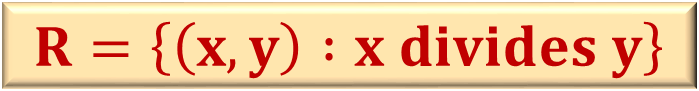 R = {(x, y) : x divides y}